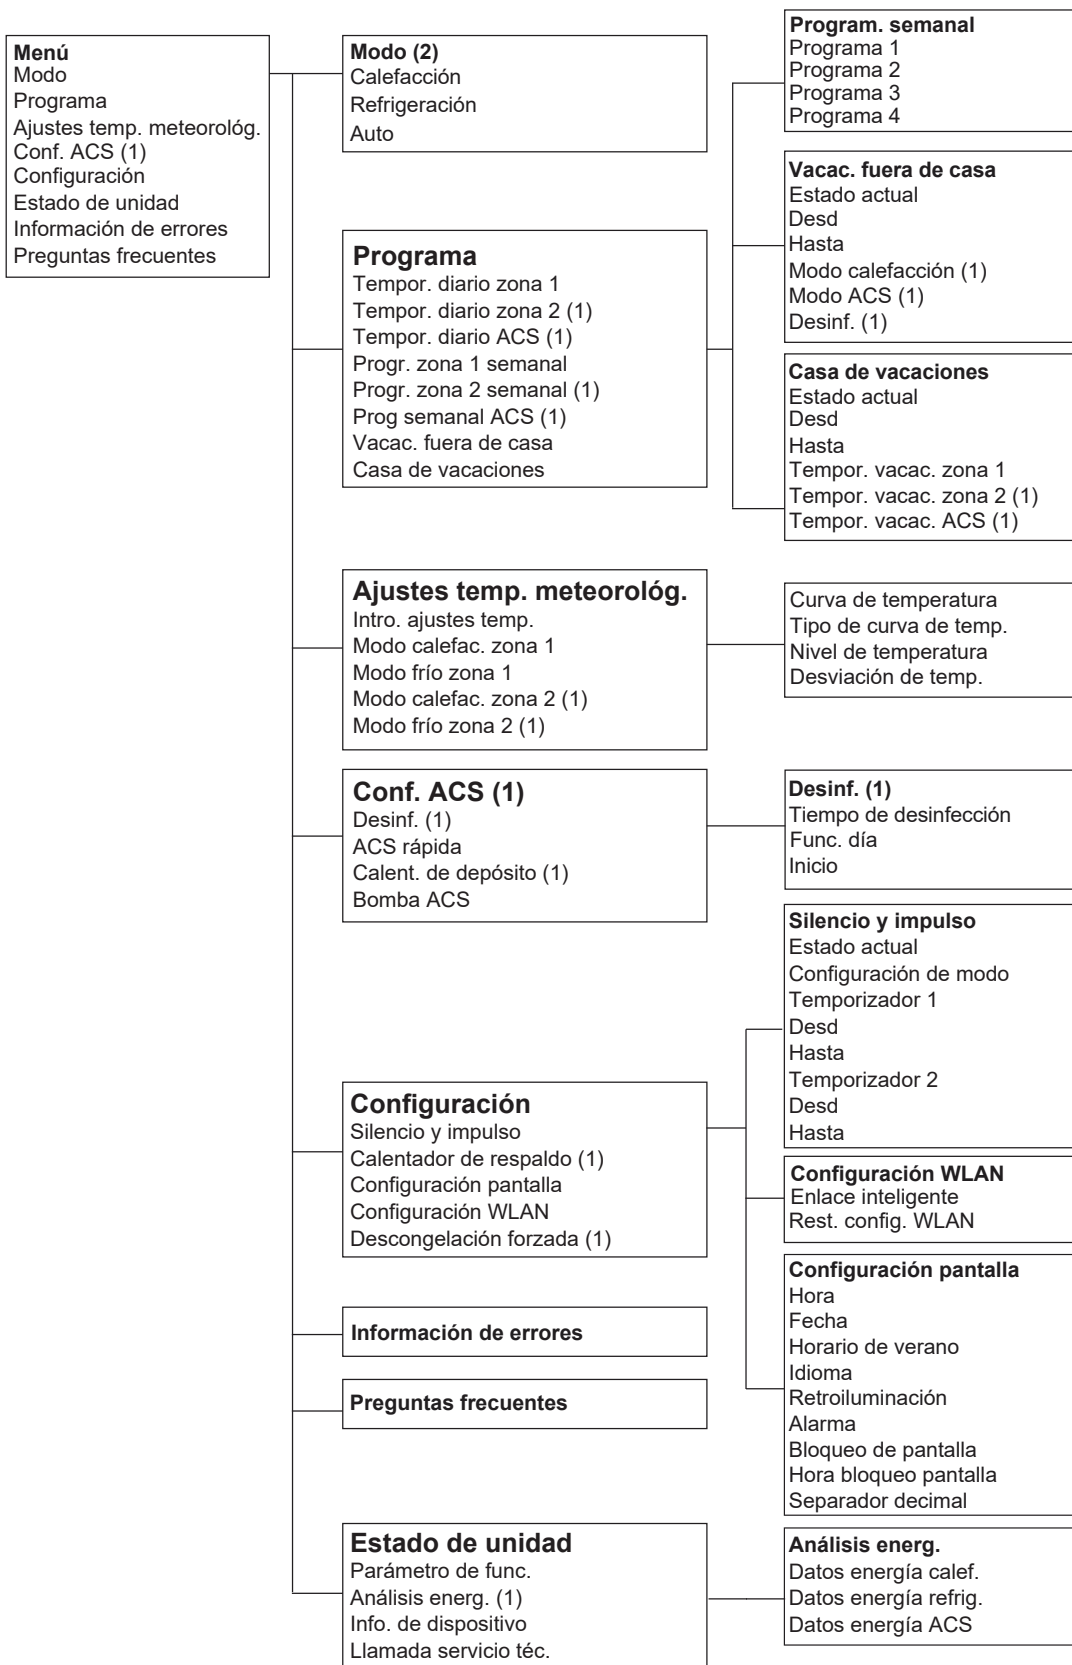 Menú
Modo
Programa
Ajustes temp. meteorológ.
Conf. ACS (1)
Configuración
Estado de unidad
Información de errores
Preguntas frecuentes
Modo (2)
Calefacción
Refrigeración
Auto
Programa
Tempor. diario zona 1
Tempor. diario zona 2 (1)
Tempor. diario ACS (1)
Progr. zona 1 semanal
Progr. zona 2 semanal (1)
Prog semanal ACS (1)
Vacac. fuera de casa
Casa de vacaciones
Program. semanal
Programa 1
Programa 2
Programa 3
Programa 4
Vacac. fuera de casa
Estado actual
Desd
Hasta
Modo calefacción (1)
Modo ACS (1)
Desinf. (1)
Casa de vacaciones
Estado actual
Desd
Hasta
Tempor. vacac. zona 1
Tempor. vacac. zona 2 (1)
Tempor. vacac. ACS (1)
Ajustes temp. meteorológ.
Intro. ajustes temp.
Modo calefac. zona 1
Modo frío zona 1
Modo calefac. zona 2 (1)
Modo frío zona 2 (1)
Curva de temperatura
Tipo de curva de temp.
Nivel de temperatura
Desviación de temp.
Conf. ACS (1)
Desinf. (1)
ACS rápida
Calent. de depósito (1)
Bomba ACS
Desinf. (1)
Tiempo de desinfección
Func. día
Inicio
Configuración
Silencio y impulso
Calentador de respaldo (1)
Configuración pantalla
Configuración WLAN
Descongelación forzada (1)
Silencio y impulso
Estado actual
Configuración de modo
Temporizador 1
Desd
Hasta
Temporizador 2
Desd
Hasta
Configuración WLAN
Enlace inteligente
Rest. config. WLAN
Configuración pantalla
Hora
Fecha
Horario de verano
Idioma
Retroiluminación
Alarma
Bloqueo de pantalla
Hora bloqueo pantalla
Separador decimal
Información de errores
Preguntas frecuentes
Estado de unidad
Parámetro de func.
Análisis energ. (1)
Info. de dispositivo
Llamada servicio téc.
Análisis energ.
Datos energía calef.
Datos energía refrig.
Datos energía ACS